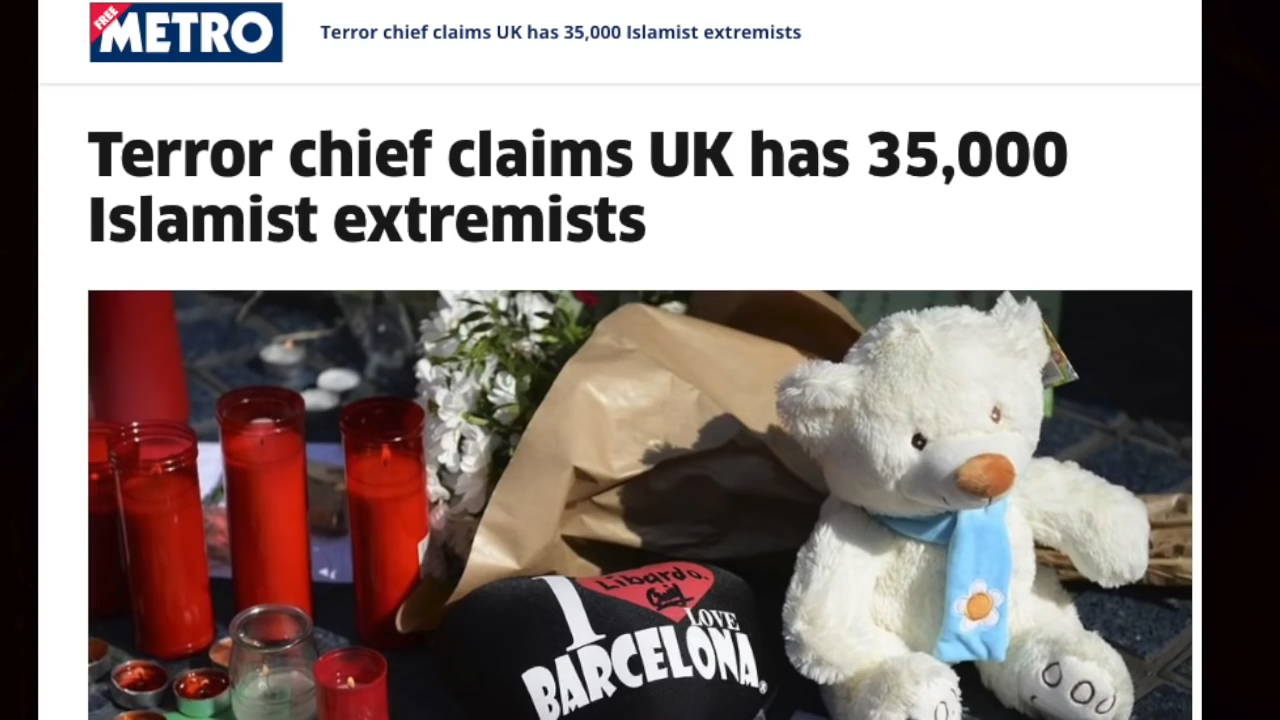 FREE
METRO
Terror chief claims UK has 35,000 Islamist extremists
Terror chief claims UK has 35,000
Islamist extremists
Libardo.
I
LOVE
BARCELONA®